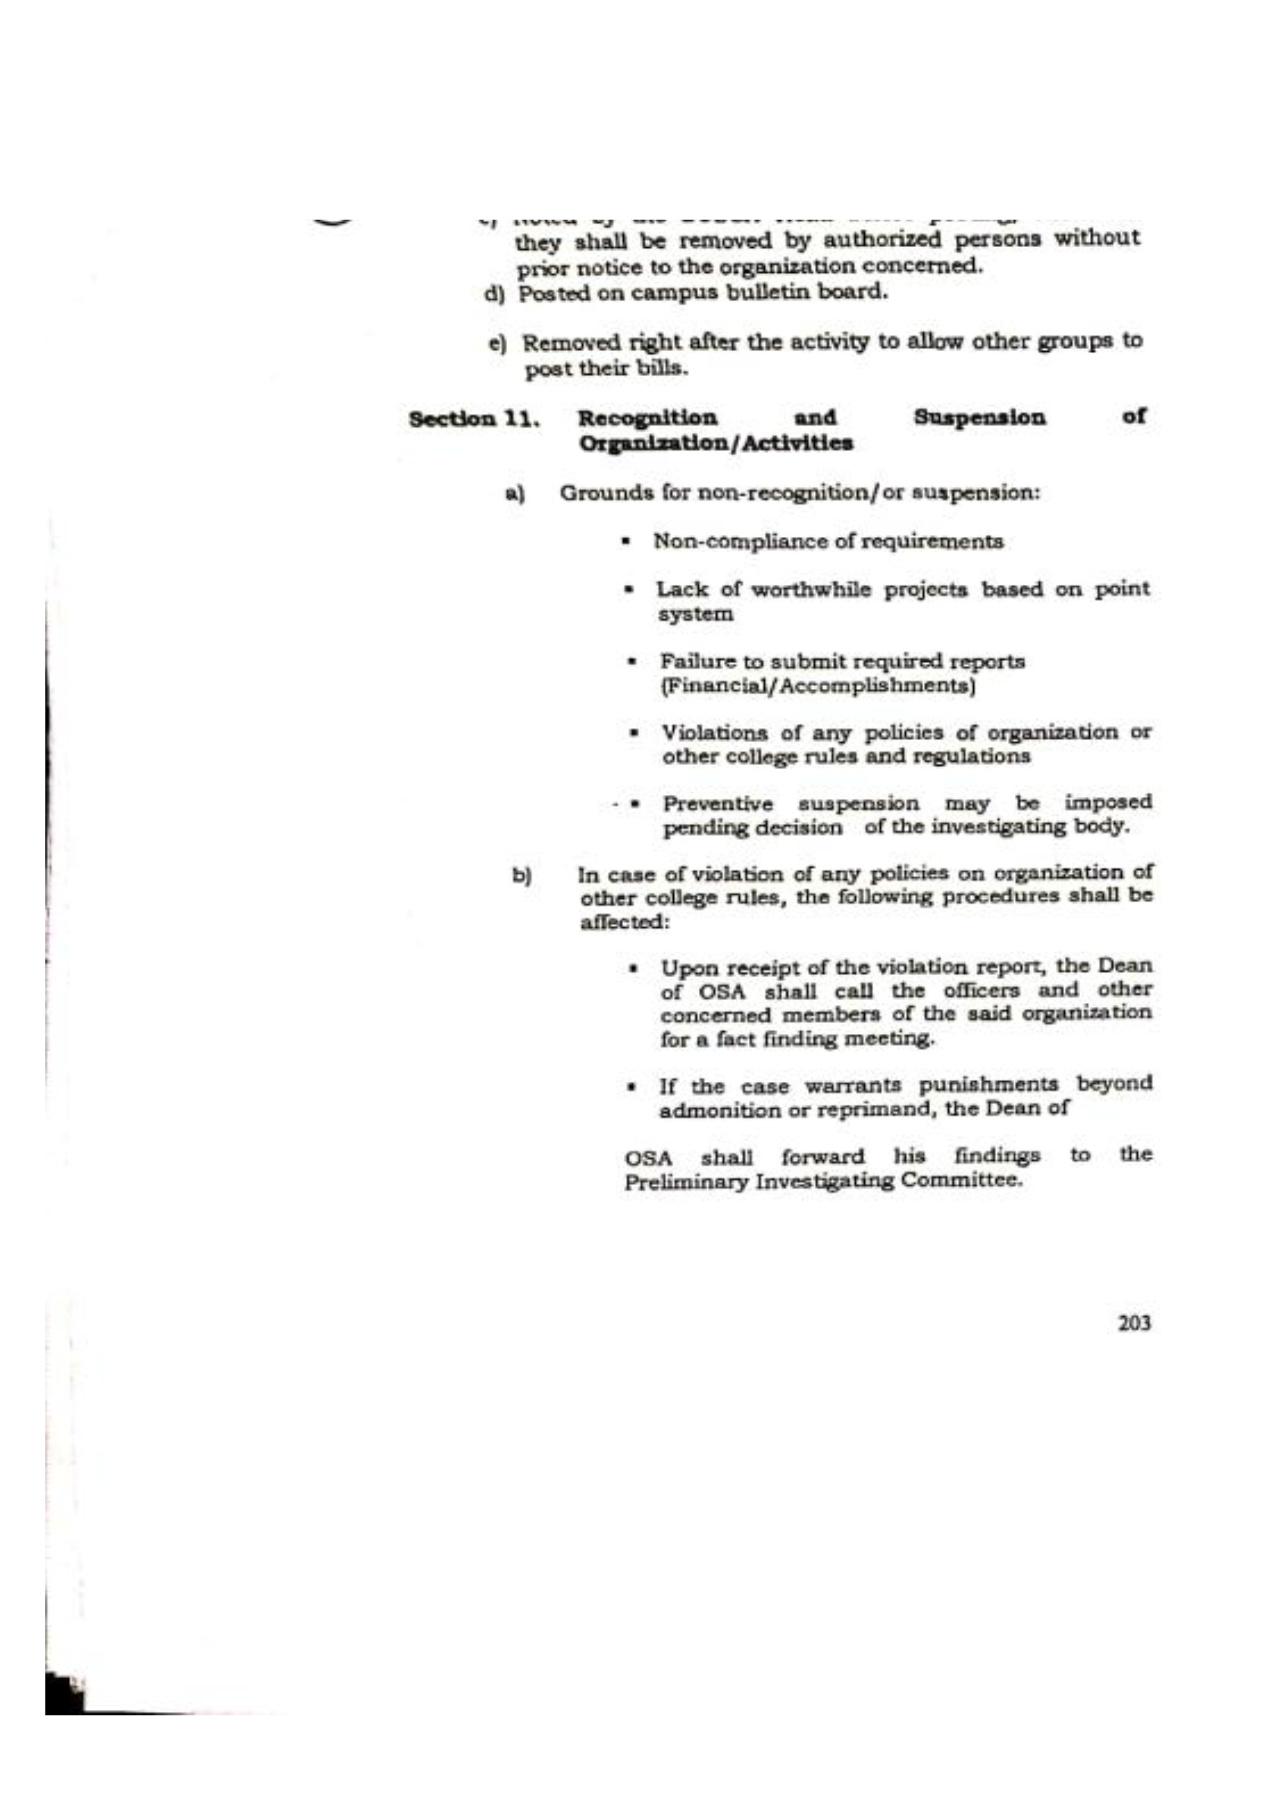 they shall be removed by authorized persons without
prior notice to the organization concerned.
d) Posted on campus bulletin board.
e) Removed right after the activity to allow other groups to
post their bills.
Section 11. Recognition and Suspension of
Organization/Activities
a) Grounds for non-recognition/or suspension:
▪ Non-compliance of requirements
▪ Lack of worthwhile projects based on point
system
▪ Failure to submit required reports
(Financial/Accomplishments)
▪ Violations of any policies of organization or
other college rules and regulations
▪ Preventive suspension may be imposed
pending decision of the investigating body.
b) In case of violation of any policies on organization of
other college rules, the following procedures shall be
affected:
▪ Upon receipt of the violation report, the Dean
of OSA shall call the officers and other
concerned members of the said organization
for a fact finding meeting.
▪ If the case warrants punishments beyond
admonition or reprimand, the Dean of
OSA shall forward his findings to the
Preliminary Investigating Committee.
203